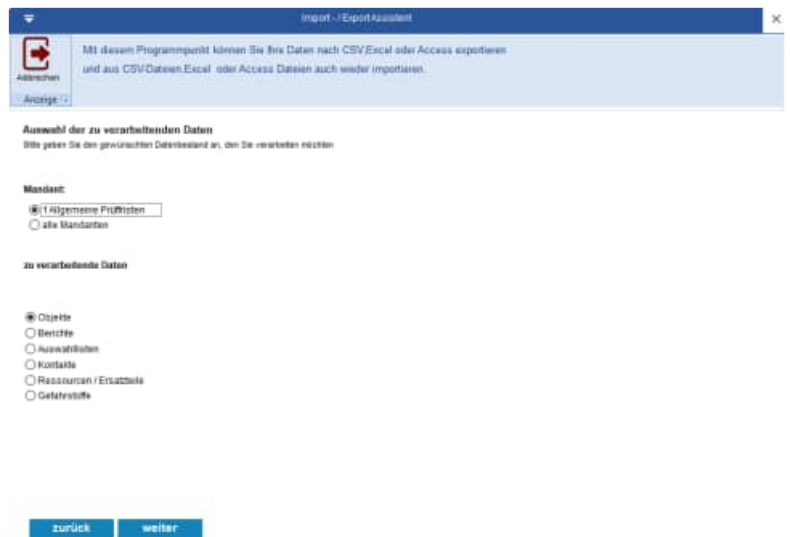 Import - / Export Assistent
Mit diesem Programmpunkt können Sie Ihre Daten nach CSV,Excel oder Access exportieren
und aus CSV-Dateien,Excel oder Access Dateien auch wieder importieren.
Abbrechen
Anzeige
Auswahl der zu verarbeitenden Daten
Bitte geben Sie den gewünschten Datenbestand an, den Sie verarbeiten möchten
Mandant:
1 Allgemeine Prüffristen
alle Mandanten
zu verarbeitende Daten
Objekte
Berichte
Auswahllisten
Kontakte
Ressourcen / Ersatzteile
Gefahrstoffe
zurück weiter